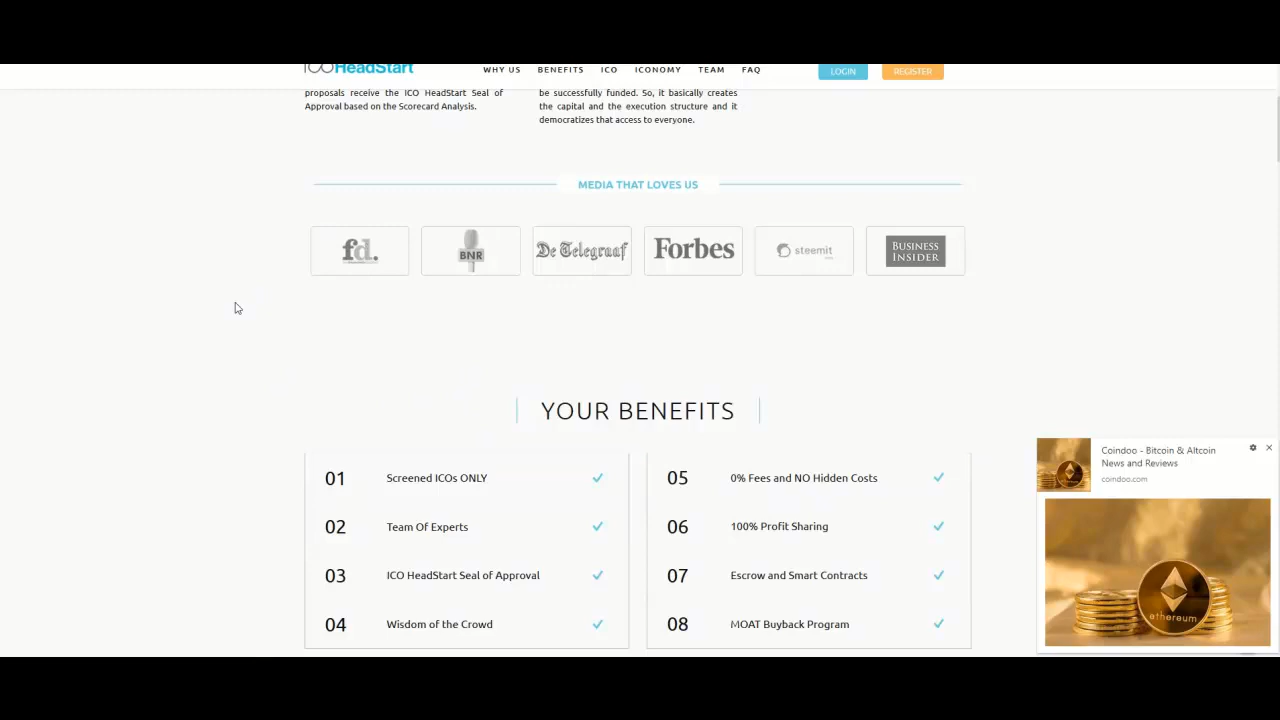 ICOHeadStart WHY US BENEFITS ICO ICONOMY TEAM FAQ LOGIN REGISTER
proposals receive the ICO HeadStart Seal of
Approval based on the Scorecard Analysis.
be successfully funded. So, it basically creates
the capital and the execution structure and it
democratizes that access to everyone.
MEDIA THAT LOVES US
fd. BNR De Telegraaf Forbes steemit BUSINESS
INSIDER
YOUR BENEFITS
01 Screened ICOs ONLY
02 Team Of Experts
03 ICO HeadStart Seal of Approval
04 Wisdom of the Crowd
05 0% Fees and NO Hidden Costs
06 100% Profit Sharing
07 Escrow and Smart Contracts
08 MOAT Buyback Program
Coindoo - Bitcoin & Altcoin
News and Reviews
coindoo.com
ethereum